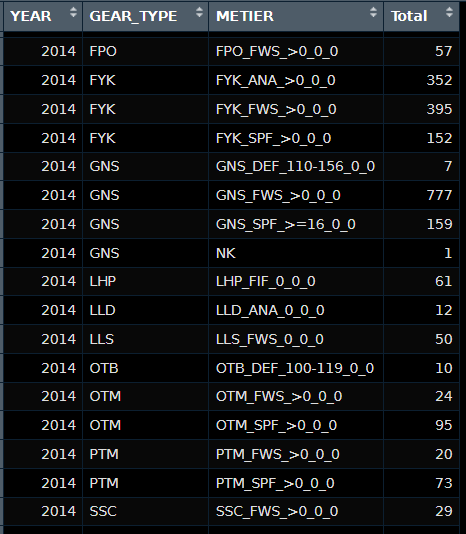 YEAR GEAR_TYPE METIER Total
2014 FPO FPO_FWS_>0_0_0 57
2014 FYK FYK_ANA_>0_0_0 352
2014 FYK FYK_FWS_>0_0_0 395
2014 FYK FYK_SPF_>0_0_0 152
2014 GNS GNS_DEF_110-156_0_0 7
2014 GNS GNS_FWS_>0_0_0 777
2014 GNS GNS_SPF_>=16_0_0 159
2014 GNS NK 1
2014 LHP LHP_FIF_0_0_0 61
2014 LLD LLD_ANA_0_0_0 12
2014 LLS LLS_FWS_0_0_0 50
2014 OTB OTB_DEF_100-119_0_0 10
2014 OTM OTM_FWS_>0_0_0 24
2014 OTM OTM_SPF_>0_0_0 95
2014 PTM PTM_FWS_>0_0_0 20
2014 PTM PTM_SPF_>0_0_0 73
2014 SSC SSC_FWS_>0_0_0 29